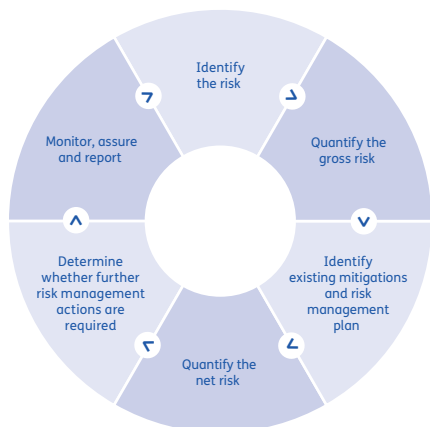 Identify
the risk
Quantify the
gross risk
Identify
existing mitigations
and risk
management
plan
Quantify the
net risk
Determine
whether further
risk management
actions are
required
Monitor, assure
and report